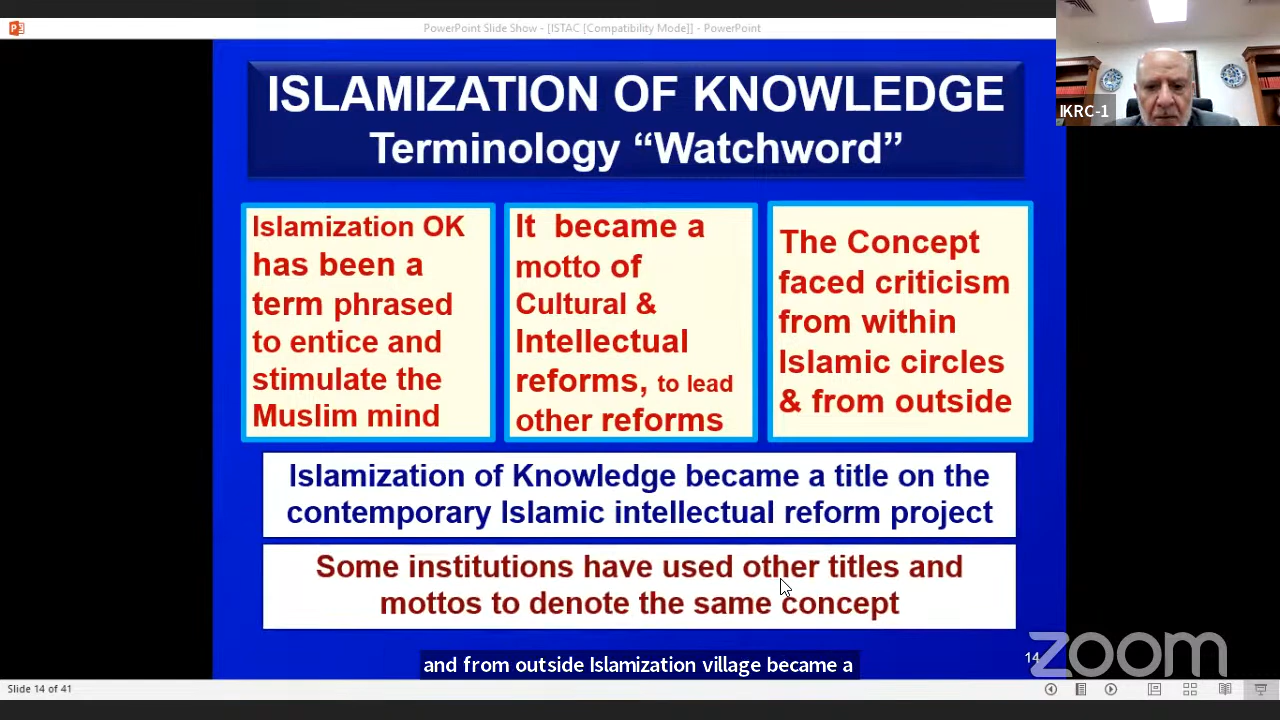 PowerPoint Slide Show - [ISTAC [Compatibility Mode]] - PowerPoint
IKRC-1
ISLAMIZATION OF KNOWLEDGE
Terminology “Watchword”
Islamization OK
has been a
term phrased
to entice and
stimulate the
Muslim mind
It became a
motto of
Cultural &
Intellectual
reforms, to lead
other reforms
The Concept
faced criticism
from within
Islamic circles
& from outside
Islamization of Knowledge became a title on the
contemporary Islamic intellectual reform project
Some institutions have used other titles and
mottos to denote the same concept
and from outside Islamization village became a
14
zoom
Slide 14 of 41